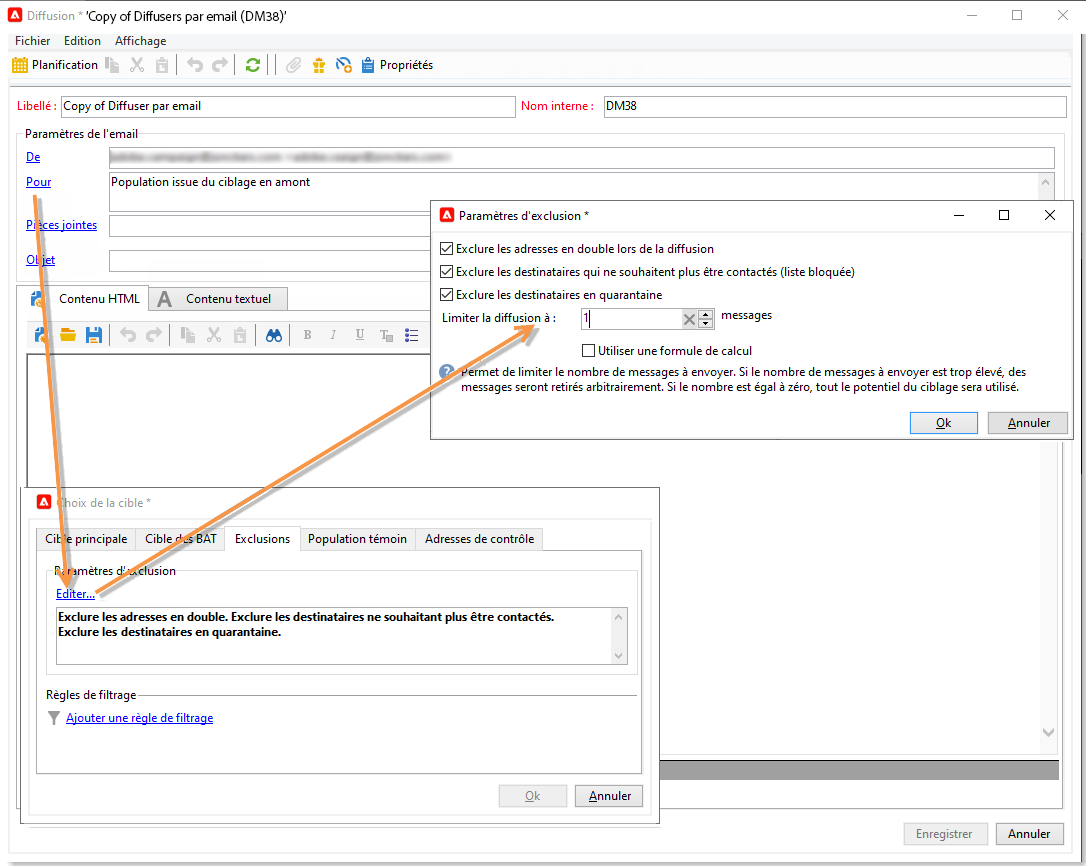 Diffusion * 'Copy of Diffusers par email (DM38)'
Fichier Edition Affichage
Planification Propriétés
Libellé : Copy of Diffuser par email Nom interne : DM38
Paramètres de l'email
De
Pour Population issue du ciblage en amont
Pièces jointes
Objet
Contenu HTML A Contenu textuel
B I U T
Paramètres d'exclusion *
Exclure les adresses en double lors de la diffusion
Exclure les destinataires qui ne souhaitent plus être contactés (liste bloquée)
Exclure les destinataires en quarantaine
Limiter la diffusion à : 1 messages
Utiliser une formule de calcul
Permet de limiter le nombre de messages à envoyer. Si le nombre de messages à envoyer est trop élevé, des
messages seront retirés arbitrairement. Si le nombre est égal à zéro, tout le potentiel du ciblage sera utilisé.
Ok Annuler
Choix de la cible *
Cible principale Cible des BAT Exclusions Population témoin Adresses de contrôle
Paramètres d'exclusion
Editer...
Exclure les adresses en double. Exclure les destinataires ne souhaitant plus être contactés.
Exclure les destinataires en quarantaine.
Règles de filtrage
Ajouter une règle de filtrage
Ok Annuler
Enregistrer Annuler